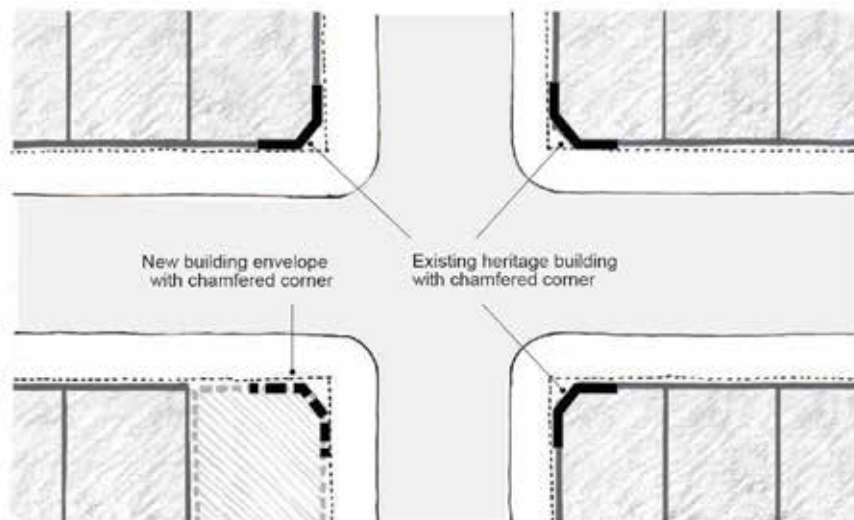 New building envelope
with chamfered corner
Existing heritage building
with chamfered corner